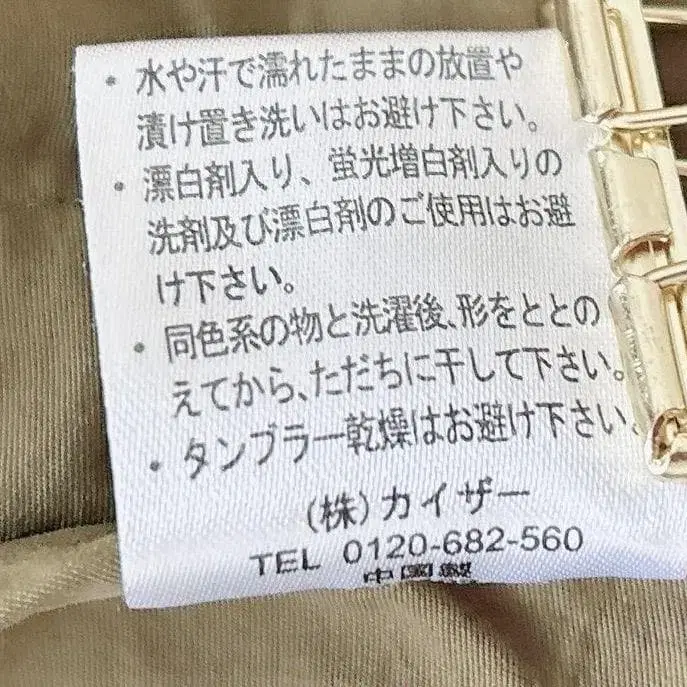 ・水や汗で濡れたままの放置や
漬け置き洗いはお避け下さい。
・漂白剤入り、蛍光増白剤入りの
洗剤及び漂白剤のご使用はお避
け下さい。
・同色系の物と洗濯後、形をととの
えてから、ただちに干して下さい。
・タンブラー乾燥はお避け下さい。
(株)カイザー
TEL 0120-682-560
中国製